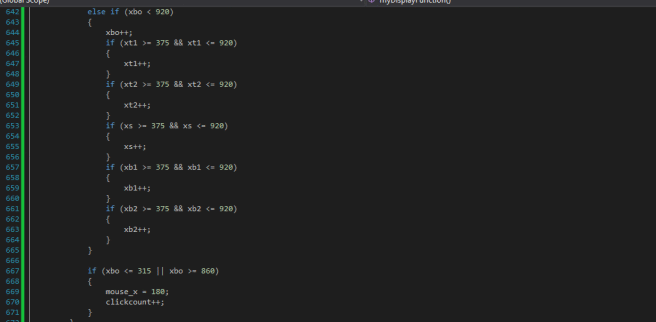 (Global Scope) myDisplayFunction()
642 else if (xbo < 920)
643 {
644 xbo++;
645 if (xt1 >= 375 && xt1 <= 920)
646 {
647 xt1++;
648 }
649 if (xt2 >= 375 && xt2 <= 920)
650 {
651 xt2++;
652 }
653 if (xs >= 375 && xs <= 920)
654 {
655 xs++;
656 }
657 if (xb1 >= 375 && xb1 <= 920)
658 {
659 xb1++;
660 }
661 if (xb2 >= 375 && xb2 <= 920)
662 {
663 xb2++;
664 }
665 }
666
667 if (xbo <= 315 || xbo >= 860)
668 {
669 mouse_x = 180;
670 clickcount++;
671 }
672 }